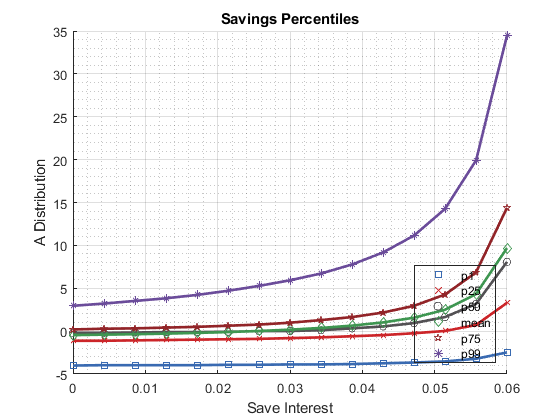 Savings Percentiles
35
30
25
20
15
10
5
0
-5
A Distribution
p1
p25
p50
mean
p75
p99
0
0.01
0.02
0.03
0.04
0.05
0.06
Save Interest